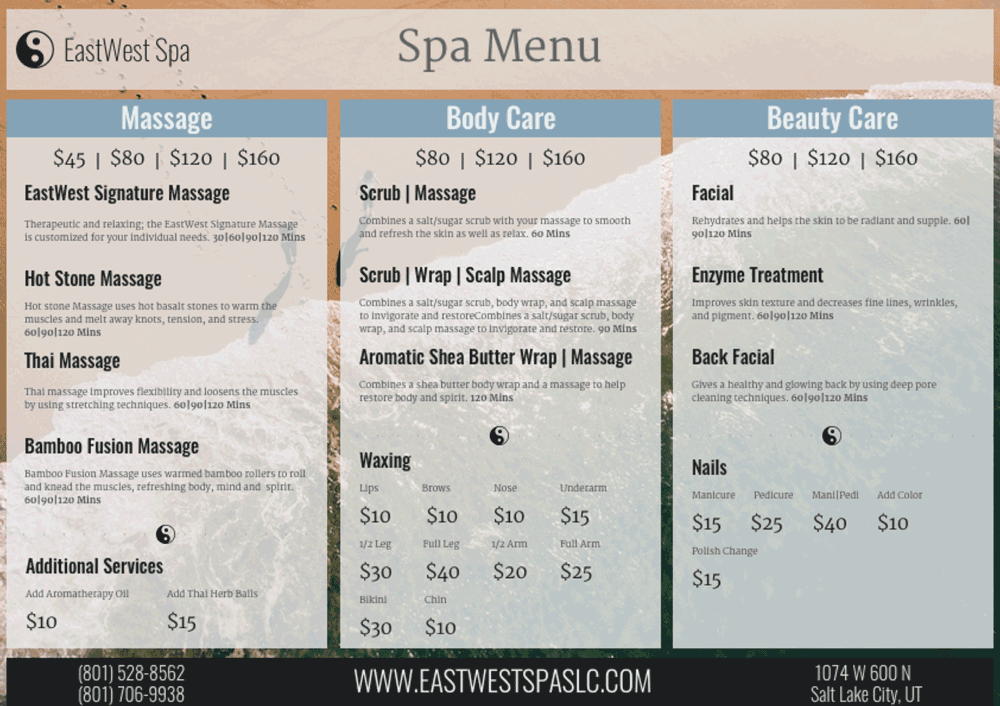 EastWest Spa
Spa Menu
Massage
$45 | $80 | $120 | $160
EastWest Signature Massage
Therapeutic and relaxing; the EastWest Signature Massage
is customized for your individual needs. 30|60|90|120 Mins
Hot Stone Massage
Hot stone Massage uses hot basalt stones to warm the
muscles and melt away knots, tension, and stress.
60|90|120 Mins
Thai Massage
Thai massage improves flexibility and loosens the muscles
by using stretching techniques. 60|90|120 Mins
Bamboo Fusion Massage
Bamboo Fusion Massage uses warmed bamboo rollers to roll
and knead the muscles, refreshing body, mind and spirit.
60|90|120 Mins
Additional Services
Add Aromatherapy Oil Add Thai Herb Balls
$10 $15
Body Care
$80 | $120 | $160
Scrub | Massage
Combines a salt/sugar scrub with your massage to smooth
and refresh the skin as well as relax. 60 Mins
Scrub | Wrap | Scalp Massage
Combines a salt/sugar scrub, body wrap, and scalp massage
to invigorate and restoreCombines a salt/sugar scrub, body
wrap, and scalp massage to invigorate and restore. 90 Mins
Aromatic Shea Butter Wrap | Massage
Combines a shea butter body wrap and a massage to help
restore body and spirit. 120 Mins
Waxing
Lips Brows Nose Underarm
$10 $10 $10 $15
1/2 Leg Full Leg 1/2 Arm Full Arm
$30 $40 $20 $25
Bikini Chin
$30 $10
Beauty Care
$80 | $120 | $160
Facial
Rehydrates and helps the skin to be radiant and supple. 60|
90|120 Mins
Enzyme Treatment
Improves skin texture and decreases fine lines, wrinkles,
and pigment. 60|90|120 Mins
Back Facial
Gives a healthy and glowing back by using deep pore
cleaning techniques. 60|90|120 Mins
Nails
Manicure Pedicure Mani|Pedi Add Color
$15 $25 $40 $10
Polish Change
$15
(801) 528-8562
(801) 706-9938
WWW.EASTWESTSPASLC.COM
1074 W 600 N
Salt Lake City, UT